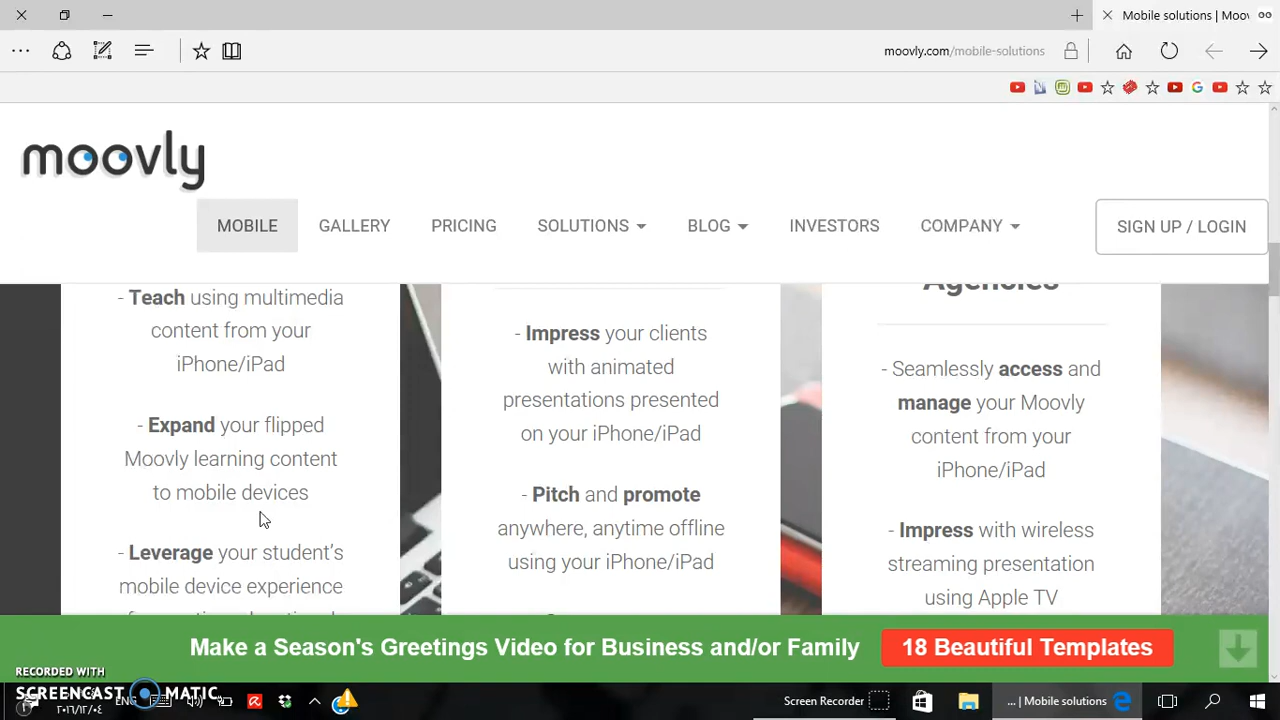 Mobile solutions | Moov
moovly.com/mobile-solutions
moovly
MOBILE
GALLERY
PRICING
SOLUTIONS
BLOG
INVESTORS
COMPANY
SIGN UP / LOGIN
- Teach using multimedia
content from your
iPhone/iPad
- Expand your flipped
Moovly learning content
to mobile devices
- Leverage your student's
mobile device experience
- Impress your clients
with animated
presentations presented
on your iPhone/iPad
- Pitch and promote
anywhere, anytime offline
using your iPhone/iPad
Agencies
- Seamlessly access and
manage your Moovly
content from your
iPhone/iPad
- Impress with wireless
streaming presentation
using Apple TV
Make a Season's Greetings Video for Business and/or Family
18 Beautiful Templates
RECORDED WITH
SCREENCAST MATIC
ENG
٢٠١٦/١٢/٠٤
Screen Recorder
... | Mobile solutions